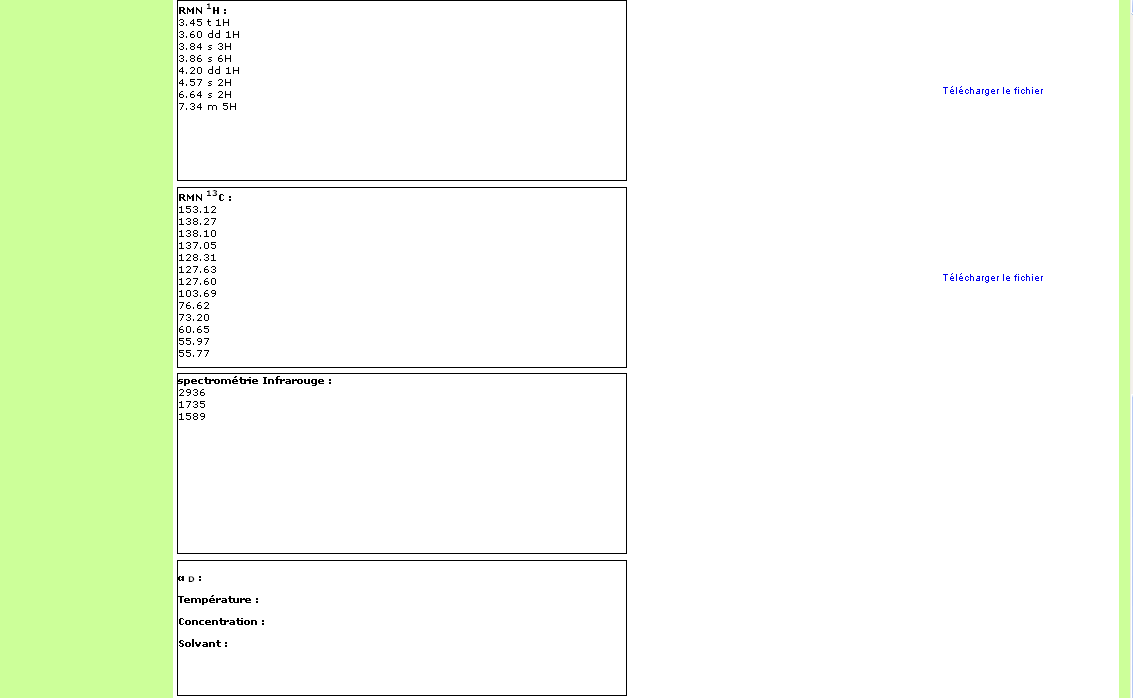 RMN ¹H :
3.45 t 1H
3.60 dd 1H
3.84 s 3H
3.86 s 6H
4.20 dd 1H
4.57 s 2H
6.64 s 2H
7.34 m 5H
Télécharger le fichier
RMN ¹³C :
153.12
138.27
138.10
137.05
128.31
127.63
127.60
103.69
76.62
73.20
60.65
55.97
55.77
Télécharger le fichier
spectrométrie Infrarouge :
2936
1735
1589
α D :
Température :
Concentration :
Solvant :